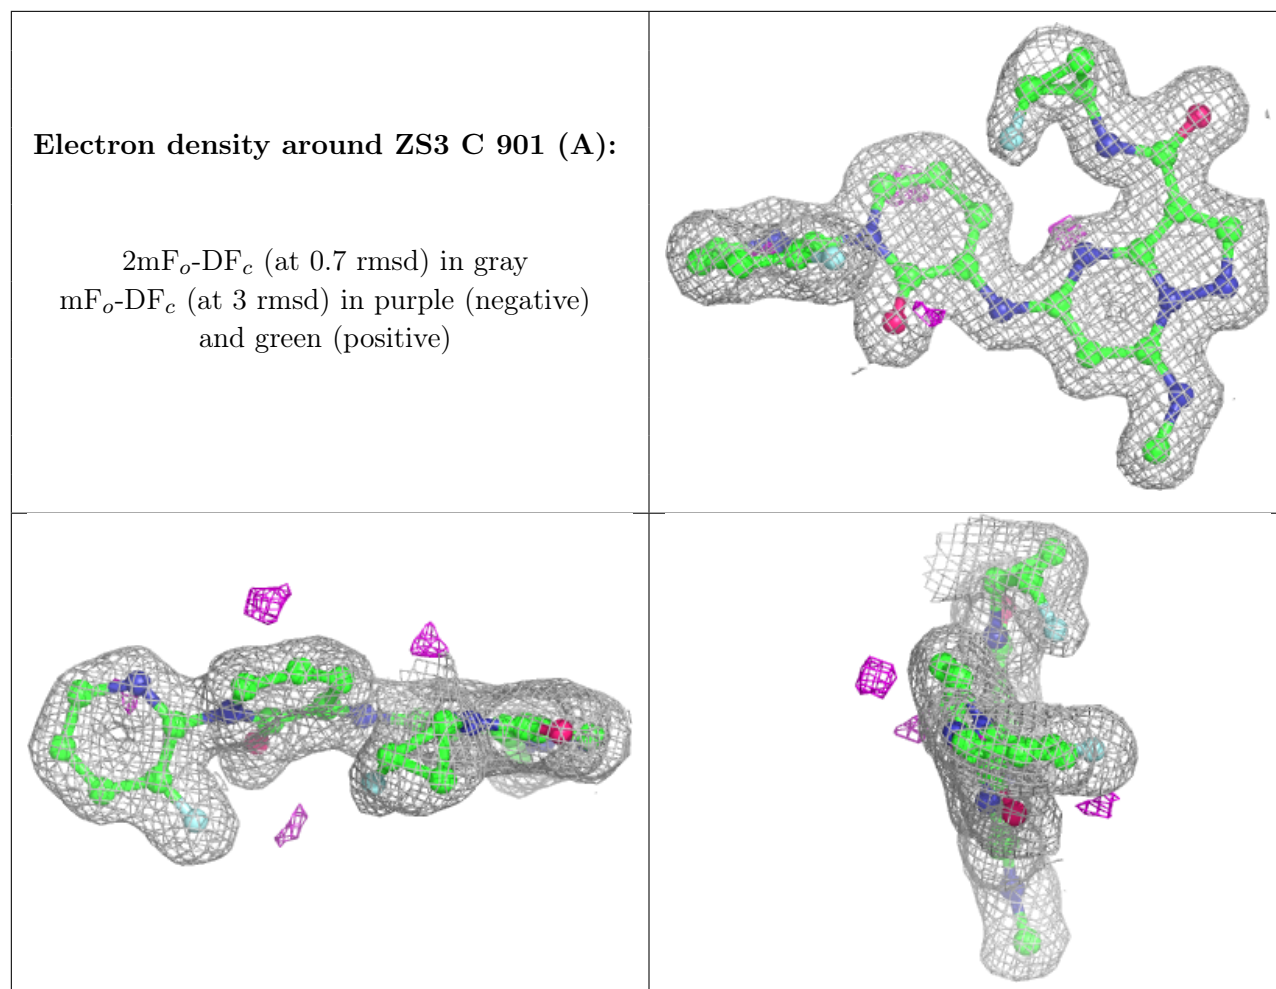 Electron density around ZS3 C 901 (A):
2mFₒ-DF𝒸 (at 0.7 rmsd) in gray
mFₒ-DF𝒸 (at 3 rmsd) in purple (negative)
and green (positive)